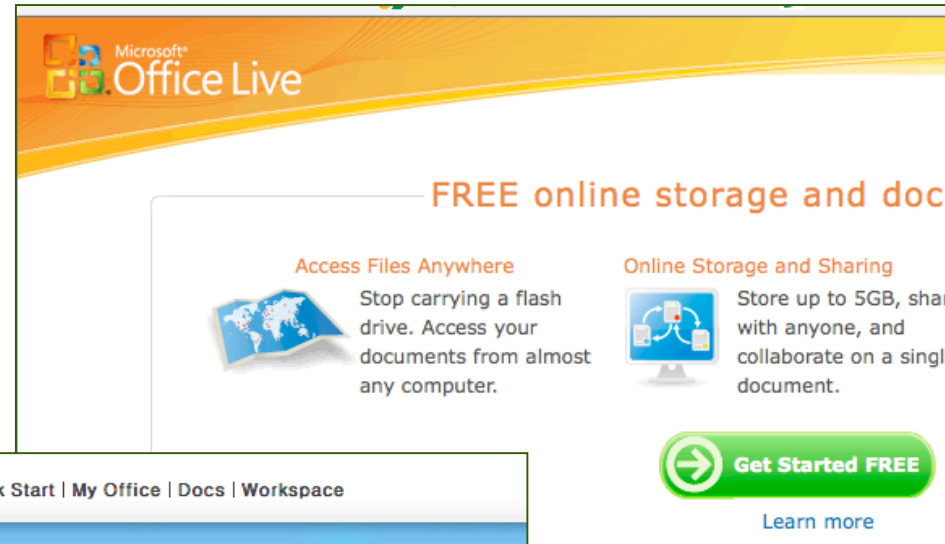 Microsoft®
Office Live
FREE online storage and doc
Access Files Anywhere
Stop carrying a flash
drive. Access your
documents from almost
any computer.
Online Storage and Sharing
Store up to 5GB, shar
with anyone, and
collaborate on a singl
document.
Get Started FREE
Learn more
k Start | My Office | Docs | Workspace